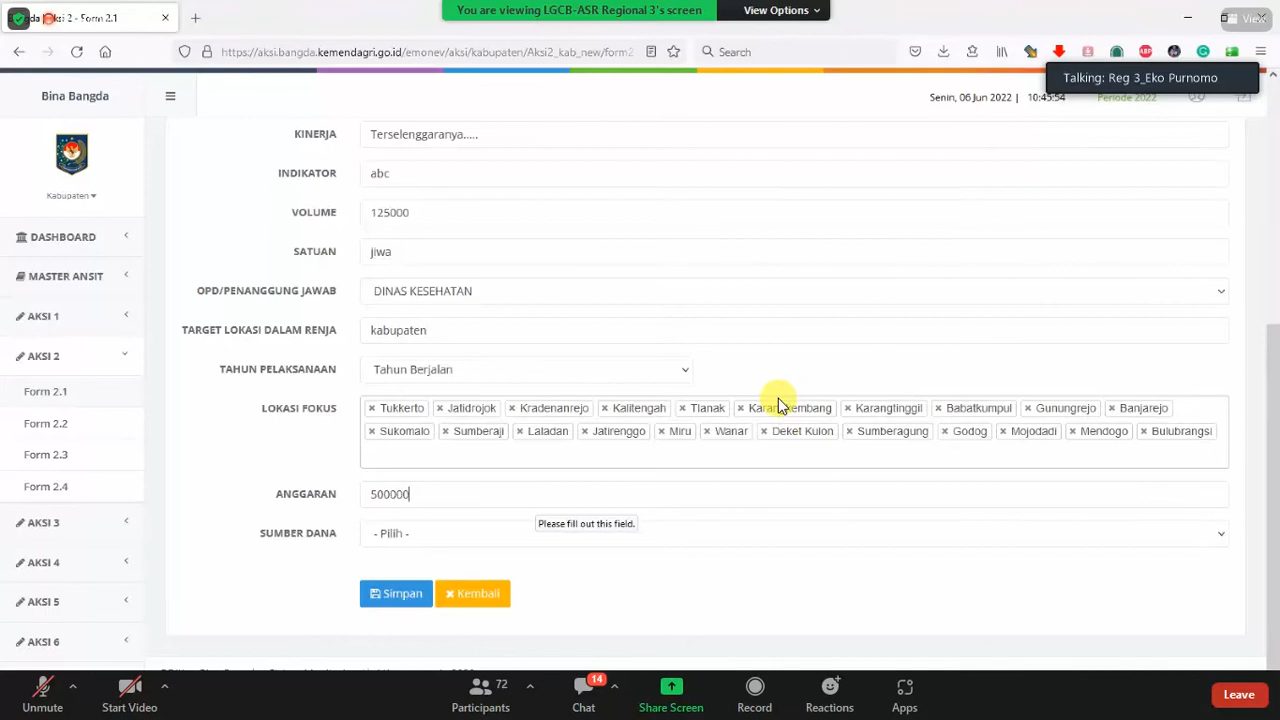 You are viewing LGCB-ASR Regional 3's screen
View Options
View
https://aksi.bangda.kemendagri.go.id/emonev/aksi/kabupaten/Aksi2_kab_new/form2
Search
Talking: Reg 3_Eko Purnomo
Bina Bangda
Senin, 06 Jun 2022 | 10:45:54
Periode 2022
Kabupaten
DASHBOARD
MASTER ANSIT
AKSI 1
AKSI 2
Form 2.1
Form 2.2
Form 2.3
Form 2.4
AKSI 3
AKSI 4
AKSI 5
AKSI 6
KINERJA Terselenggaranya.....
INDIKATOR abc
VOLUME 125000
SATUAN jiwa
OPD/PENANGGUNG JAWAB DINAS KESEHATAN
TARGET LOKASI DALAM RENJA kabupaten
TAHUN PELAKSANAAN Tahun Berjalan
LOKASI FOKUS × Tukkerto × Jatidrojok × Kradenanrejo × Kalitengah × Tlanak × × Karangtinggil × Babatkumpul × Gunungrejo × Banjarejo
× Sukomalo × Sumberaji × Laladan × Jatirenggo × Miru × Wanar × Deket Kulon × Sumberagung × Godog × Mojodadi × Mendogo × Bulubrangsi
ANGGARAN 500000
Please fill out this field.
SUMBER DANA - Pilih -
Simpan
Kembali
Unmute
Start Video
72
Participants
14
Chat
Share Screen
Record
Reactions
Apps
Leave